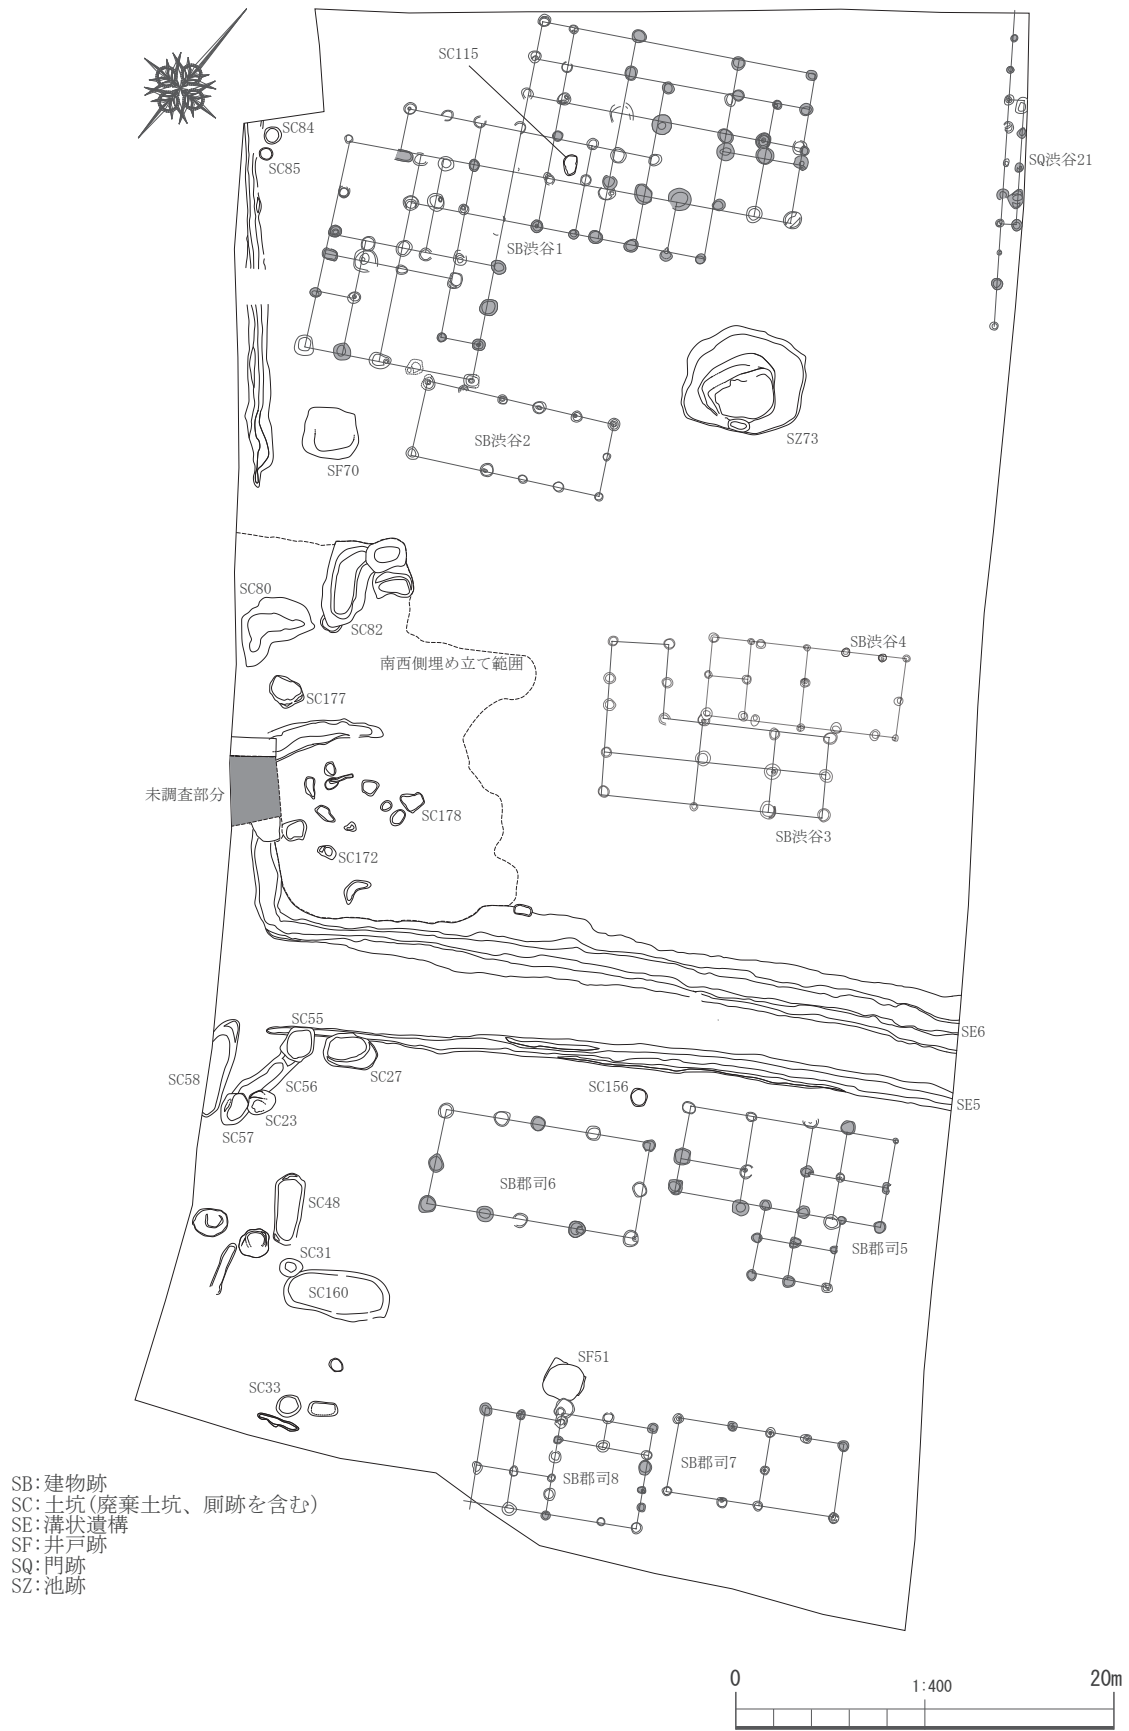 SC115
SC84
SC85
SQ渋谷21
SB渋谷1
SB渋谷2
SZ73
SF70
SC80
SC82
SB渋谷4
南西側埋め立て範囲
SC177
未調査部分
SC178
SB渋谷3
SC172
SE6
SC55
SC27
SC58
SC56
SC156
SE5
SC23
SC57
SB郡司6
SC48
SB郡司5
SC31
SC160
SF51
SC33
SB郡司7
SB郡司8
SB:建物跡
SC:土坑(廃棄土坑、厠跡を含む)
SE:溝状遺構
SF:井戸跡
SQ:門跡
SZ:池跡
0 1:400 20m